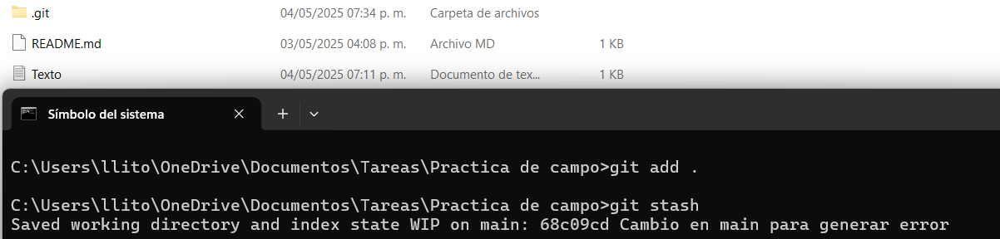 .git 04/05/2025 07:34 p. m. Carpeta de archivos
README.md 03/05/2025 04:08 p. m. Archivo MD 1 KB
Texto 04/05/2025 07:11 p. m. Documento de tex... 1 KB
Símbolo del sistema
C:\Users\llito\OneDrive\Documentos\Tareas\Practica de campo>git add .
C:\Users\llito\OneDrive\Documentos\Tareas\Practica de campo>git stash
Saved working directory and index state WIP on main: 68c09cd Cambio en main para generar error